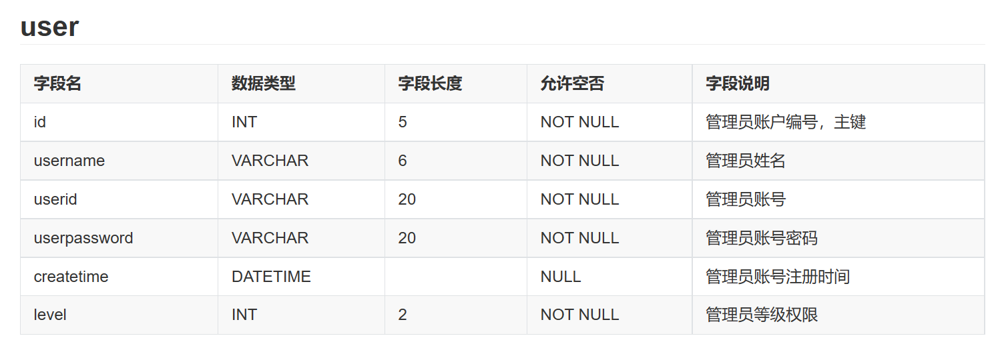 user
字段名 数据类型 字段长度 允许空否 字段说明
id INT 5 NOT NULL 管理员账户编号，主键
username VARCHAR 6 NOT NULL 管理员姓名
userid VARCHAR 20 NOT NULL 管理员账号
userpassword VARCHAR 20 NOT NULL 管理员账号密码
createtime DATETIME NULL 管理员账号注册时间
level INT 2 NOT NULL 管理员等级权限